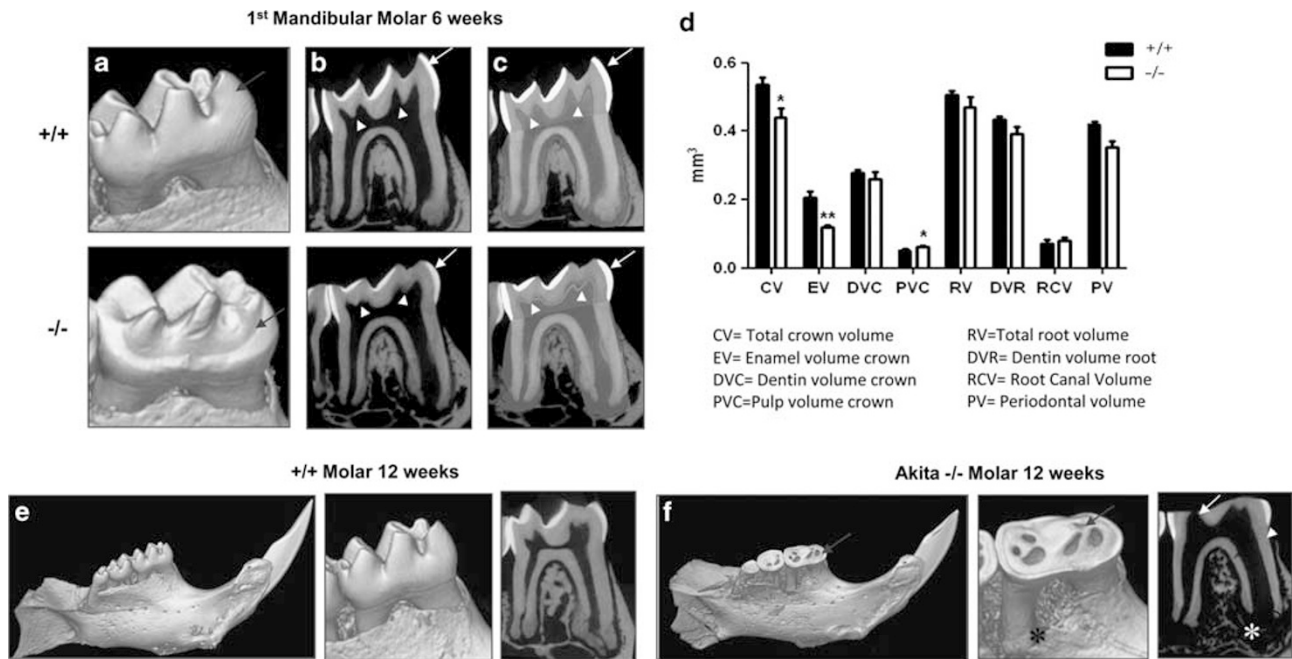 1st Mandibular Molar 6 weeks
a
b
c
+/+
-/-
d
+/+
-/-
mm3
0.6
0.4
0.2
0.0
*
**
*
CV EV DVC PVC RV DVR RCV PV
CV= Total crown volume
EV= Enamel volume crown
DVC= Dentin volume crown
PVC=Pulp volume crown
RV=Total root volume
DVR= Dentin volume root
RCV= Root Canal Volume
PV= Periodontal volume
+/+ Molar 12 weeks
e
Akita -/- Molar 12 weeks
f
*
*